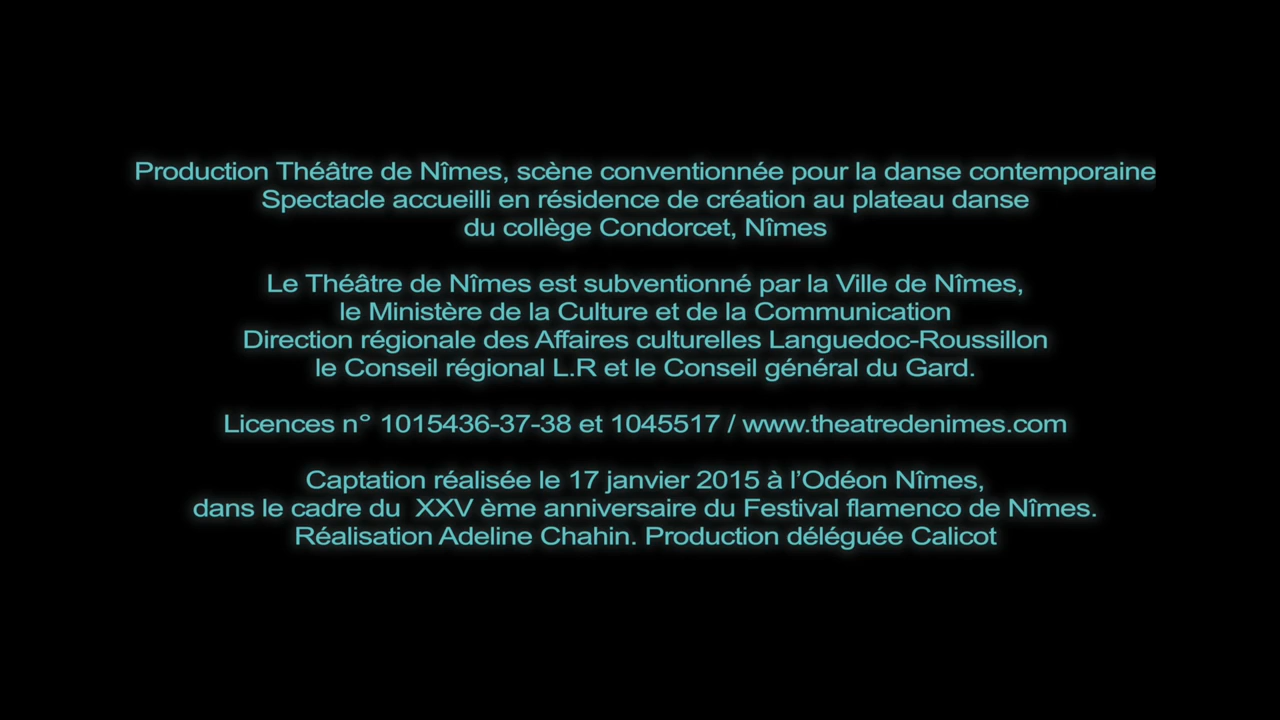 Production Théâtre de Nîmes, scène conventionnée pour la danse contemporaine
Spectacle accueilli en résidence de création au plateau danse
du collège Condorcet, Nîmes
Le Théâtre de Nîmes est subventionné par la Ville de Nîmes,
le Ministère de la Culture et de la Communication
Direction régionale des Affaires culturelles Languedoc-Roussillon
le Conseil régional L.R et le Conseil général du Gard.
Licences n° 1015436-37-38 et 1045517 / www.theatredenimes.com
Captation réalisée le 17 janvier 2015 à l’Odéon Nîmes,
dans le cadre du  XXV ème anniversaire du Festival flamenco de Nîmes.
Réalisation Adeline Chahin. Production déléguée Calicot